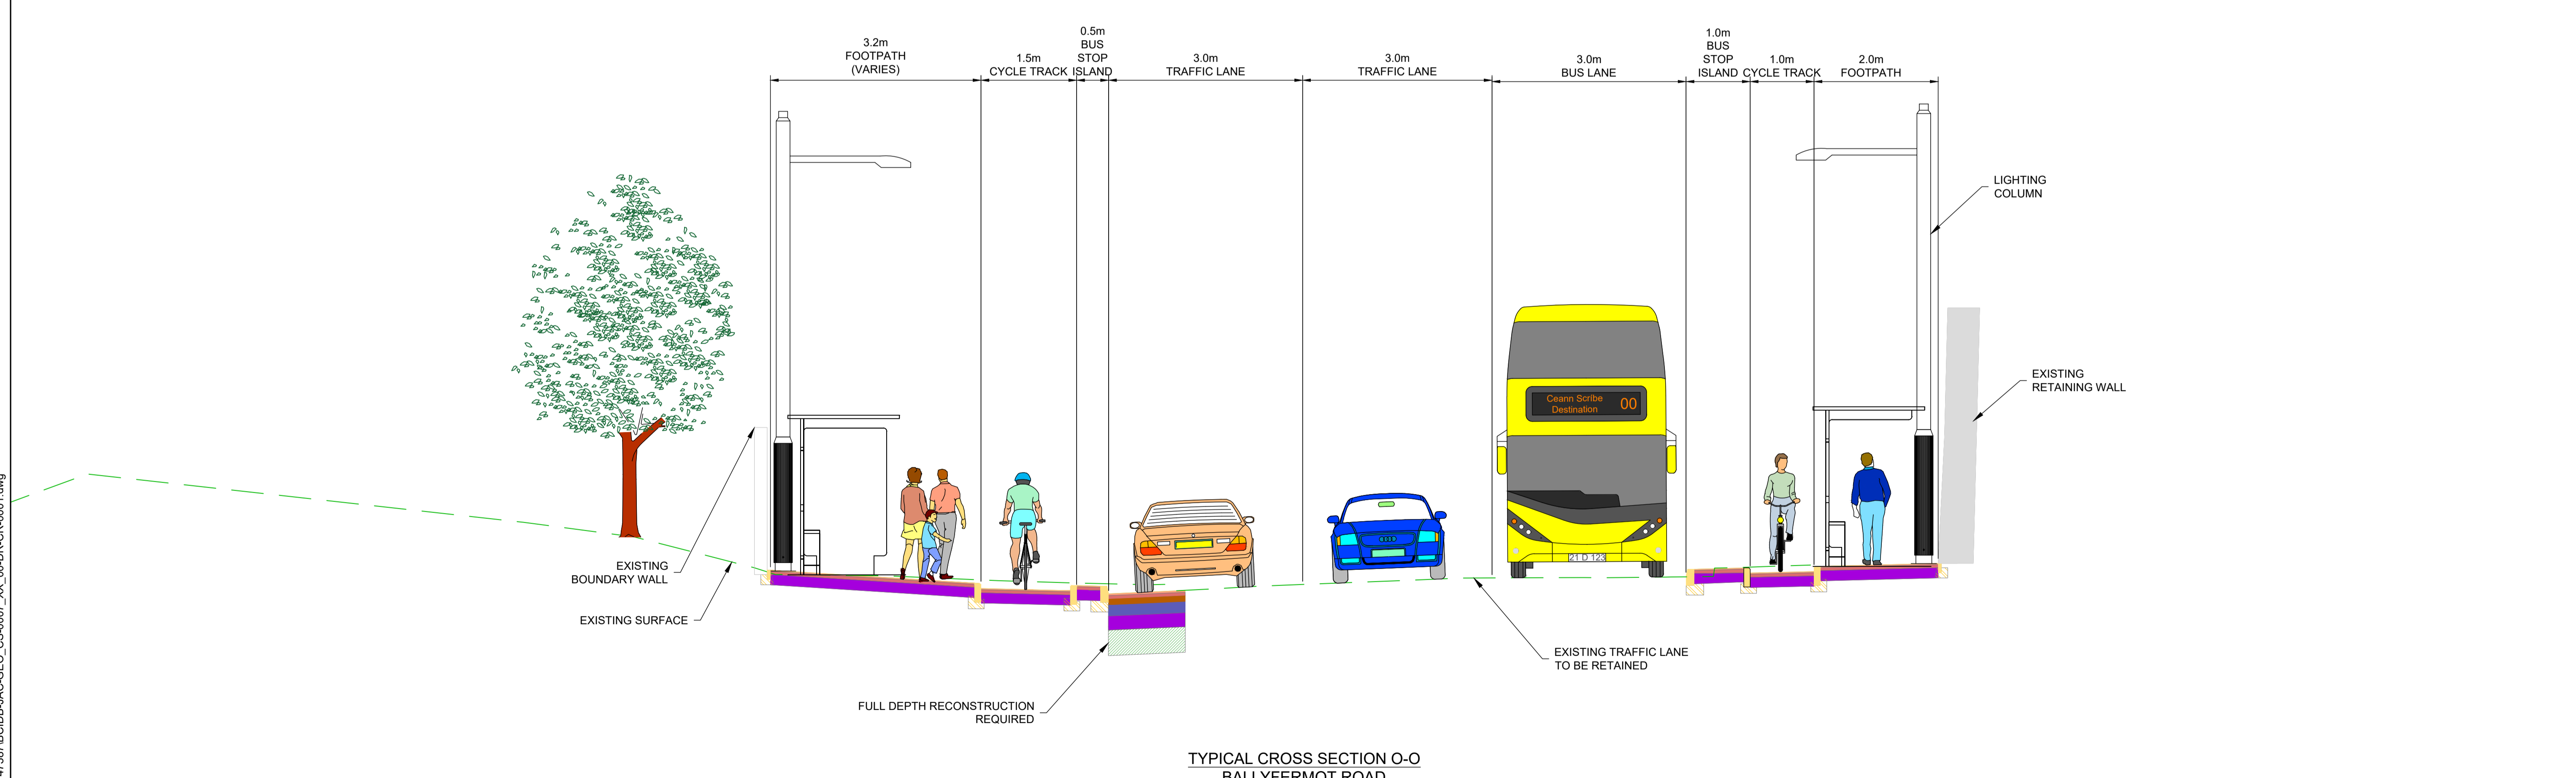 3.2m
FOOTPATH
(VARIES)
1.5m
CYCLE TRACK
0.5m
BUS
STOP
ISLAND
3.0m
TRAFFIC LANE
3.0m
TRAFFIC LANE
3.0m
BUS LANE
1.0m
BUS
STOP
ISLAND
1.0m
CYCLE TRACK
2.0m
FOOTPATH
LIGHTING
COLUMN
EXISTING
RETAINING WALL
Ceann Scribe
Destination
00
21 D 123
EXISTING
BOUNDARY WALL
EXISTING SURFACE
EXISTING TRAFFIC LANE
TO BE RETAINED
FULL DEPTH RECONSTRUCTION
REQUIRED
TYPICAL CROSS SECTION O-O
BALLYFERMOT ROAD